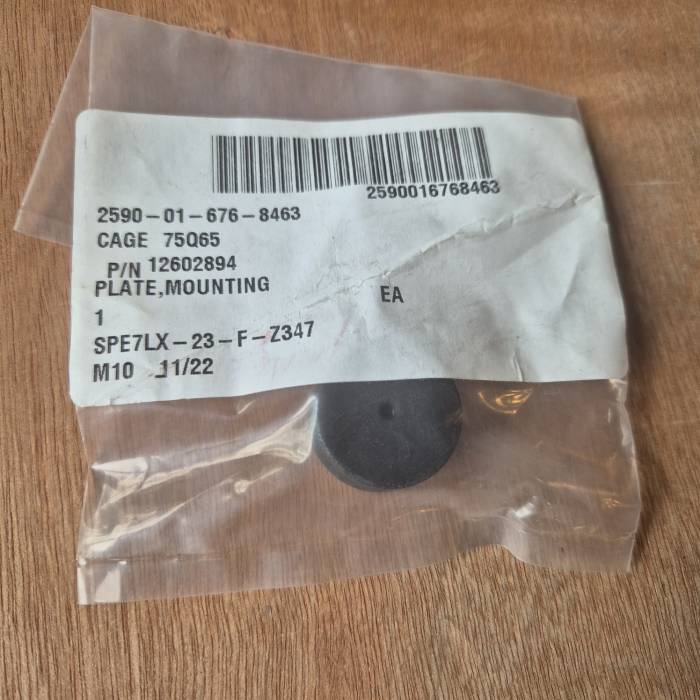 2590016768463
2590-01-676-8463
CAGE 75Q65
P/N 12602894
PLATE,MOUNTING EA
1
SPE7LX-23-F-Z347
M10 11/22